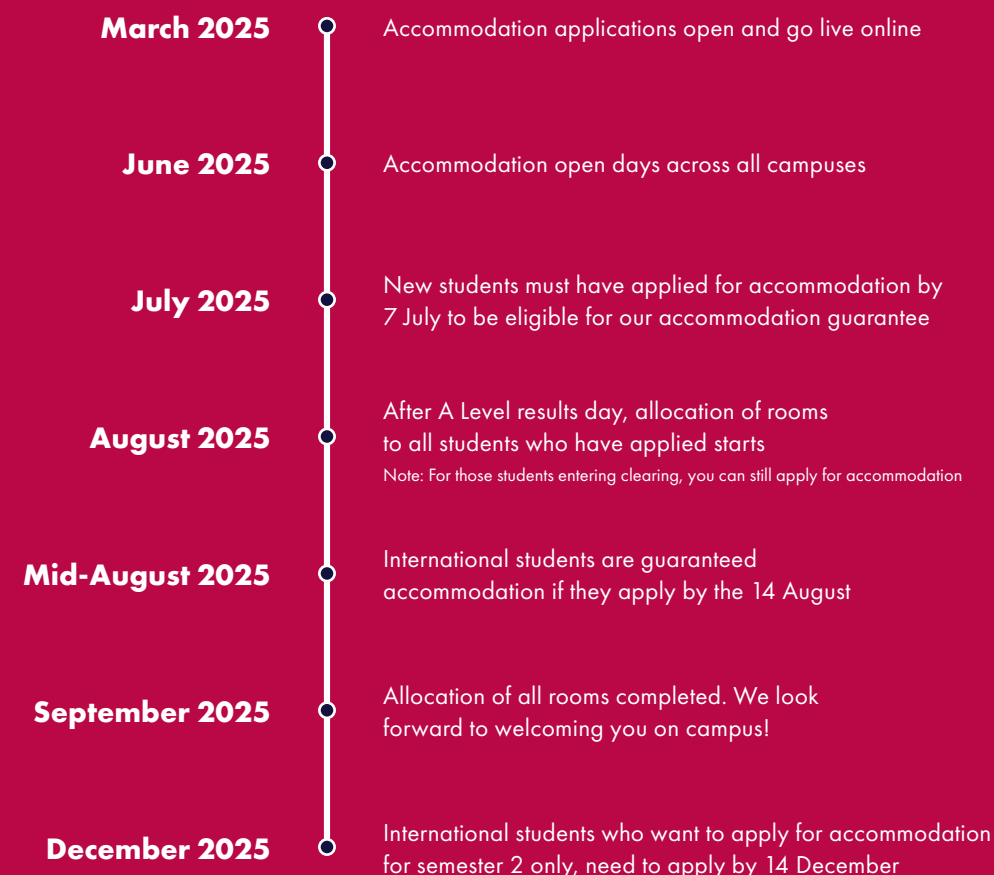 March 2025
Accommodation applications open and go live online
June 2025
Accommodation open days across all campuses
July 2025
New students must have applied for accommodation by
7 July to be eligible for our accommodation guarantee
August 2025
After A Level results day, allocation of rooms
to all students who have applied starts
Note: For those students entering clearing, you can still apply for accommodation
Mid-August 2025
International students are guaranteed
accommodation if they apply by the 14 August
September 2025
Allocation of all rooms completed. We look
forward to welcoming you on campus!
December 2025
International students who want to apply for accommodation
for semester 2 only, need to apply by 14 December